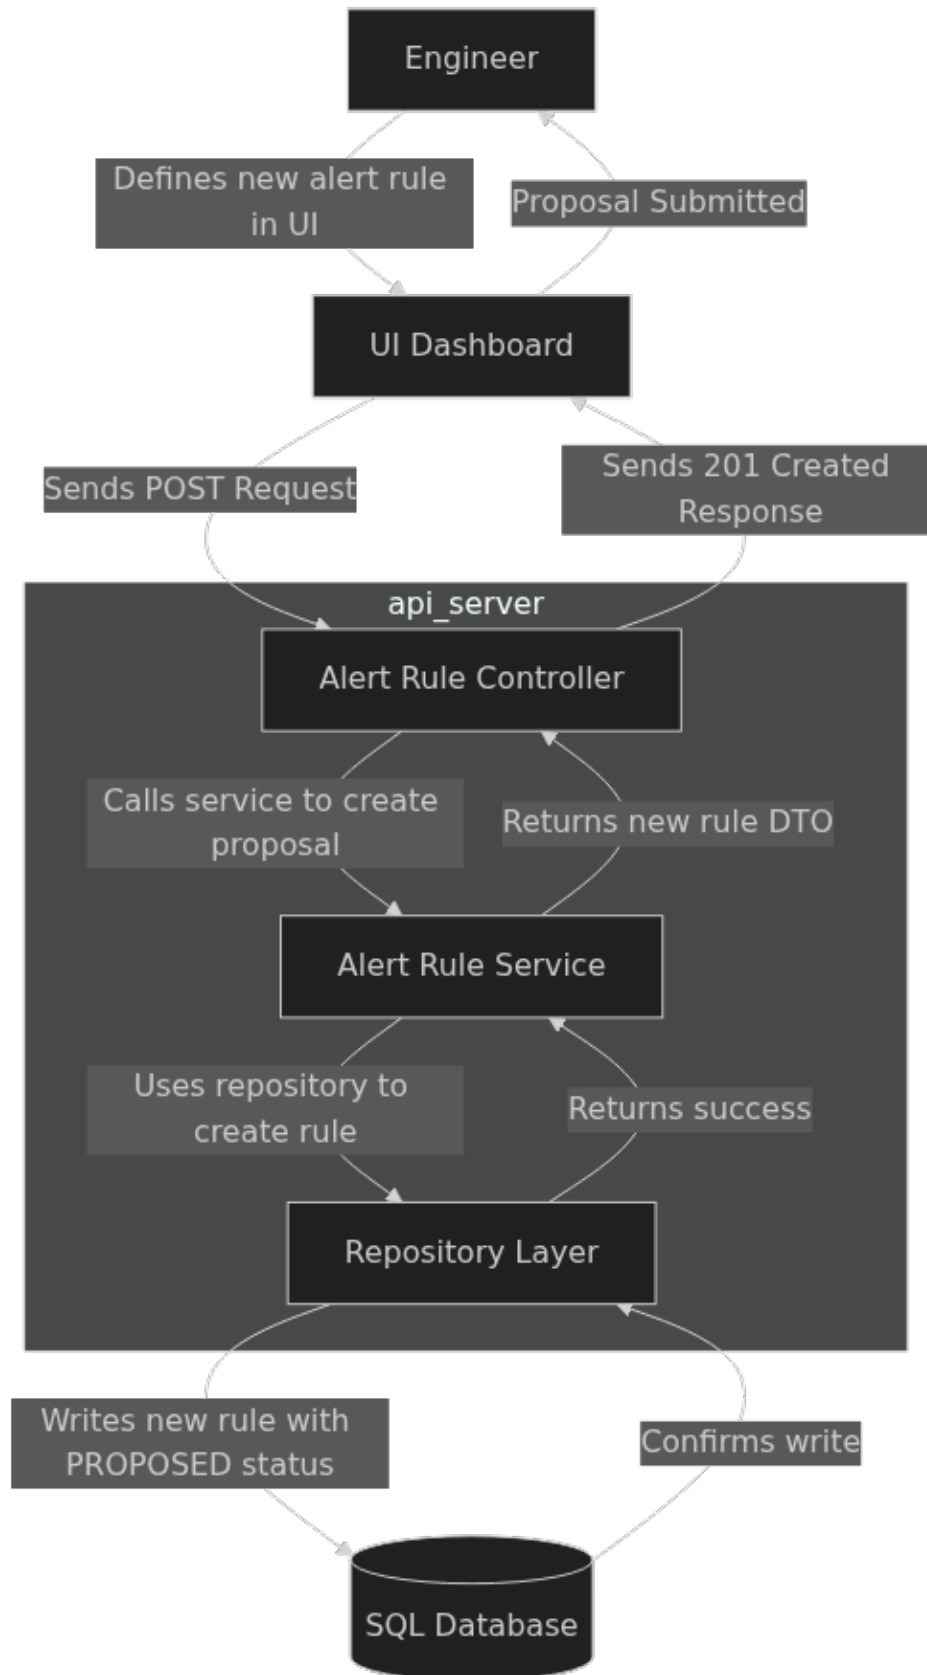 Engineer
Defines new alert rule
in UI
Proposal Submitted
UI Dashboard
Sends POST Request
Sends 201 Created
Response
api_server
Alert Rule Controller
Calls service to create
proposal
Returns new rule DTO
Alert Rule Service
Uses repository to
create rule
Returns success
Repository Layer
Writes new rule with
PROPOSED status
Confirms write
SQL Database